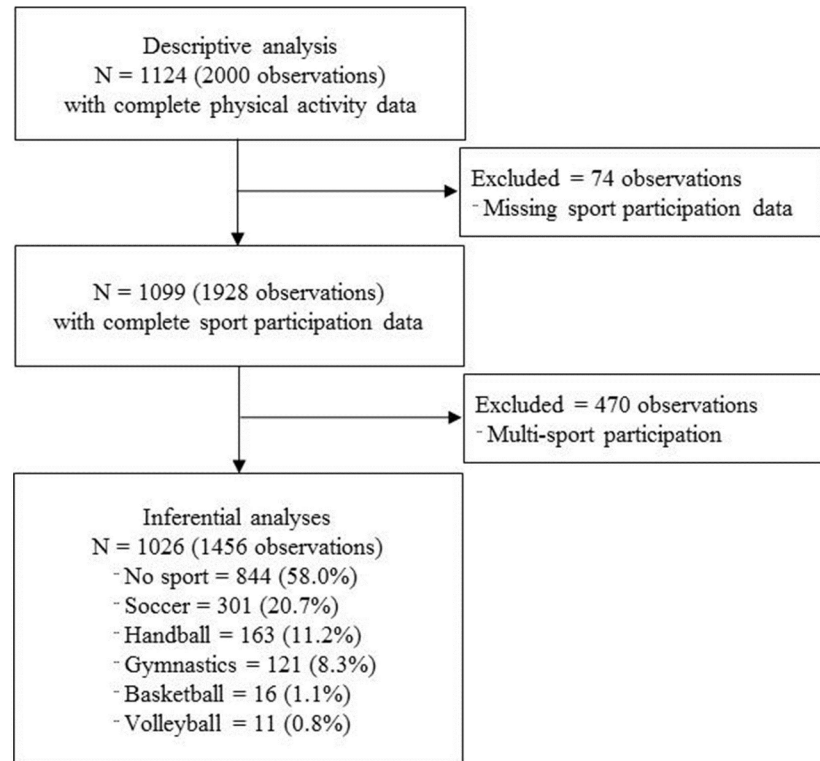 Descriptive analysis
N = 1124 (2000 observations)
with complete physical activity data
Excluded = 74 observations
- Missing sport participation data
N = 1099 (1928 observations)
with complete sport participation data
Excluded = 470 observations
- Multi-sport participation
Inferential analyses
N = 1026 (1456 observations)
- No sport = 844 (58.0%)
- Soccer = 301 (20.7%)
- Handball = 163 (11.2%)
- Gymnastics = 121 (8.3%)
- Basketball = 16 (1.1%)
- Volleyball = 11 (0.8%)